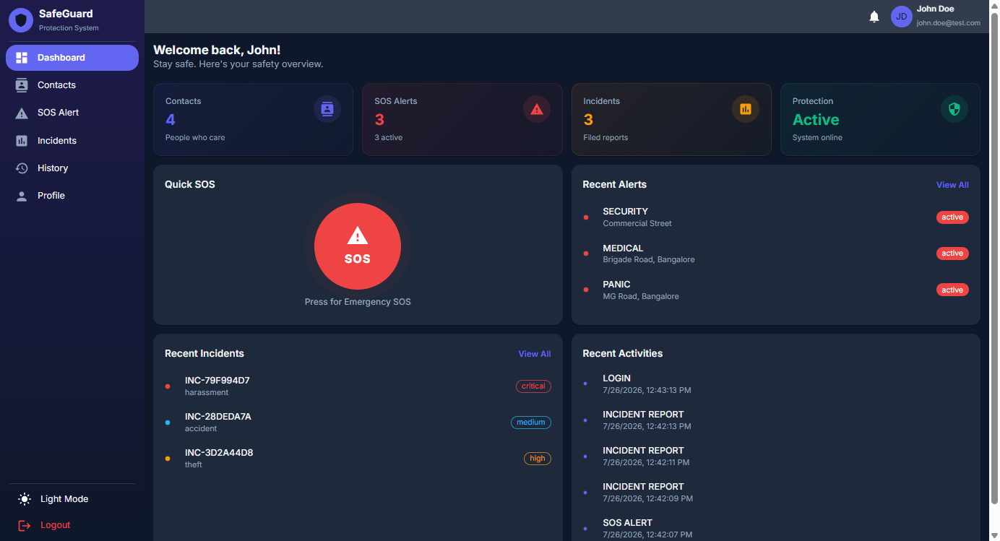 SafeGuard
Protection System
Dashboard
Contacts
SOS Alert
Incidents
History
Profile
Light Mode
Logout
JD
John Doe
john.doe@test.com
Welcome back, John!
Stay safe. Here's your safety overview.
Contacts
4
People who care
SOS Alerts
3
3 active
Incidents
3
Filed reports
Protection
Active
System online
Quick SOS
SOS
Press for Emergency SOS
Recent Alerts
View All
SECURITY
Commercial Street
active
MEDICAL
Brigade Road, Bangalore
active
PANIC
MG Road, Bangalore
active
Recent Incidents
View All
INC-79F994D7
harassment
critical
INC-28DEDA7A
accident
medium
INC-3D2A44D8
theft
high
Recent Activities
LOGIN
7/26/2026, 12:43:13 PM
INCIDENT REPORT
7/26/2026, 12:42:13 PM
INCIDENT REPORT
7/26/2026, 12:42:11 PM
INCIDENT REPORT
7/26/2026, 12:42:09 PM
SOS ALERT
7/26/2026, 12:42:07 PM